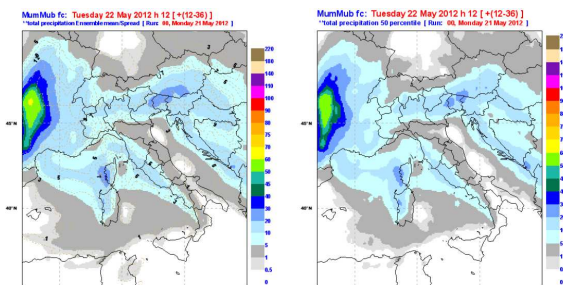 MumMub fc: Tuesday 22 May 2012 h 12 [ +(12-36) ]
**total precipitation Ensemble mean/Spread [ Run: 00, Monday 21 May 2012 ]
220
180
140
110
100
90
80
75
70
60
50
45
40
30
20
10
5
1
0.5
0
45°N
40°N
MumMub fc: Tuesday 22 May 2012 h 12 [ +(12-36) ]
**total precipitation 50 percentile [ Run: 00, Monday 21 May 2012 ]
45°N
40°N